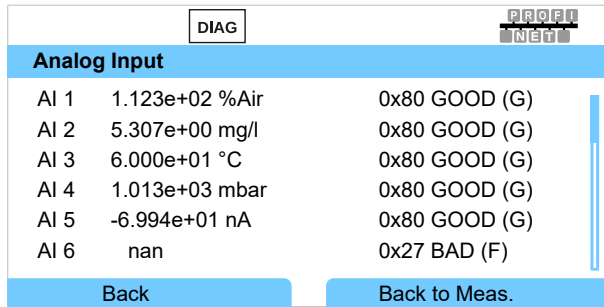 DIAG
PROFI
NET
Analog Input
AI 1 1.123e+02 %Air 0x80 GOOD (G)
AI 2 5.307e+00 mg/l 0x80 GOOD (G)
AI 3 6.000e+01 °C 0x80 GOOD (G)
AI 4 1.013e+03 mbar 0x80 GOOD (G)
AI 5 -6.994e+01 nA 0x80 GOOD (G)
AI 6 nan 0x27 BAD (F)
Back Back to Meas.